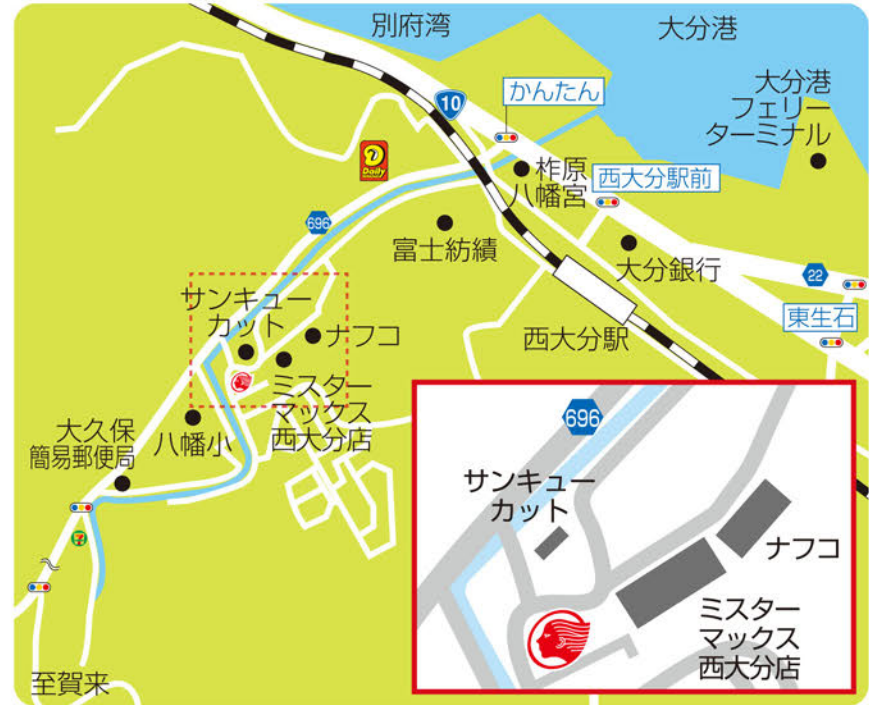 別府湾
大分港
大分港
フェリー
ターミナル
10
かんたん
Daily
柞原
八幡宮
西大分駅前
696
富士紡績
大分銀行
22
サンキュー
カット
ナフコ
西大分駅
東生石
ミスター
マックス
西大分店
大久保
簡易郵便局
八幡小
7
至賀来
696
サンキュー
カット
ナフコ
ミスター
マックス
西大分店